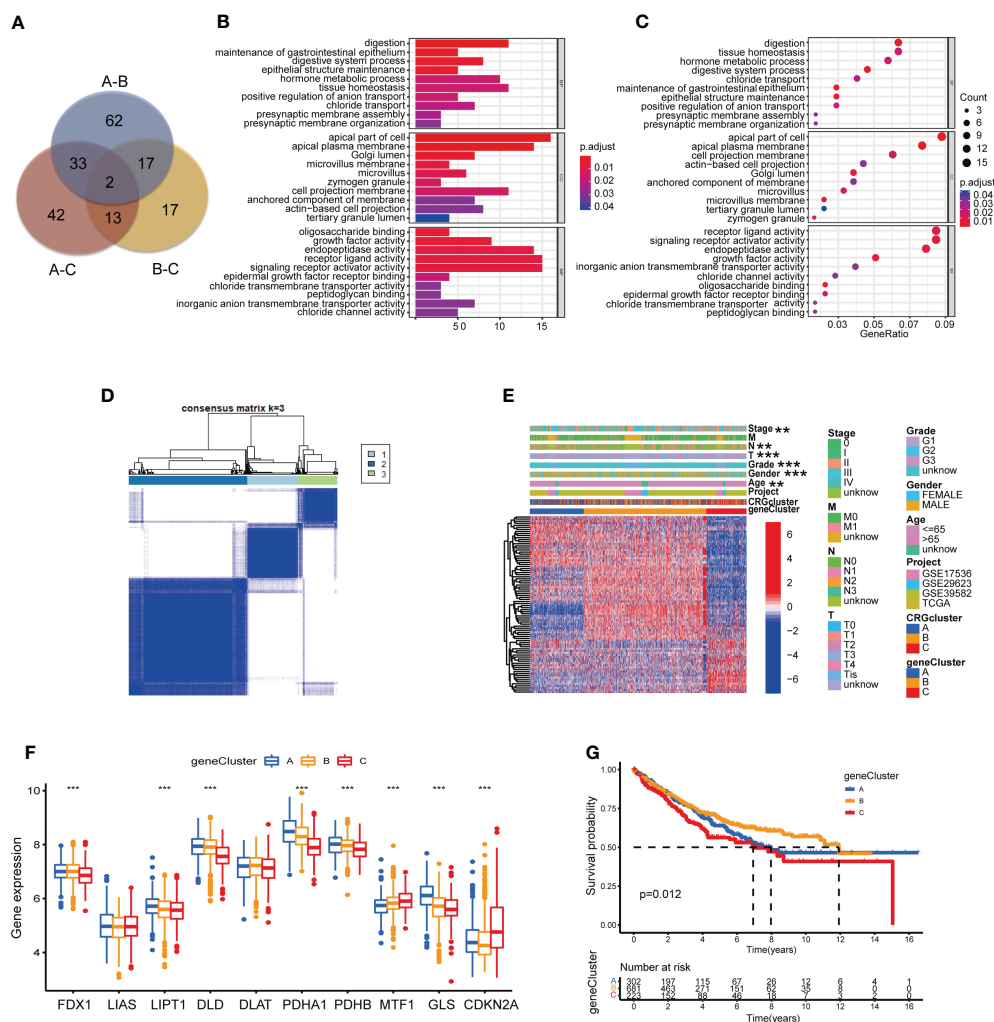 A
A-B
62
33
17
2
42
13
17
A-C
B-C
B
digestion
maintenance of gastrointestinal epithelium
digestive system process
epithelial structure maintenance
hormone metabolic process
tissue homeostasis
positive regulation of anion transport
chloride transport
presynaptic membrane assembly
presynaptic membrane organization
apical part of cell
apical plasma membrane
Golgi lumen
microvillus membrane
microvillus
zymogen granule
cell projection membrane
anchored component of membrane
actin-based cell projection
tertiary granule lumen
oligosaccharide binding
growth factor activity
endopeptidase activity
receptor ligand activity
signaling receptor activator activity
epidermal growth factor receptor binding
chloride transmembrane transporter activity
peptidoglycan binding
inorganic anion transmembrane transporter activity
chloride channel activity
5 0 10 15
p.adjust
0.01
0.02
0.03
0.04
C
digestion
tissue homeostasis
hormone metabolic process
digestive system process
chloride transport
maintenance of gastrointestinal epithelium
epithelial structure maintenance
positive regulation of anion transport
presynaptic membrane assembly
presynaptic membrane organization
apical part of cell
apical plasma membrane
cell projection membrane
actin-based cell projection
Golgi lumen
anchored component of membrane
microvillus
microvillus membrane
tertiary granule lumen
zymogen granule
receptor ligand activity
signaling receptor activator activity
endopeptidase activity
growth factor activity
inorganic anion transmembrane transporter activity
chloride channel activity
oligosaccharide binding
epidermal growth factor receptor binding
chloride transmembrane transporter activity
peptidoglycan binding
0.03 0.05 0.07 0.09
GeneRatio
Count
3
6
9
12
15
p.adjust
0.04
0.03
0.02
0.01
D
consensus matrix k=3
1
2
3
E
Stage **
M
N **
T ***
Grade ***
Gender ***
Age **
Project
CRGcluster
geneCluster
6
4
2
0
−2
−4
−6
Stage
0
I
II
III
IV
unknow
M
M0
M1
unknow
N
N0
N1
N2
N3
unknow
T
T0
T1
T2
T3
T4
Tis
unknow
Grade
G1
G2
G3
unknow
Gender
FEMALE
MALE
Age
<=65
>65
unknow
Project
GSE17536
GSE29623
GSE39582
TCGA
CRGcluster
A
B
C
geneCluster
A
B
C
F
geneCluster A B C
Gene expression
10
8
6
4
*** *** *** *** *** *** *** ***
FDX1 LIAS LIPT1 DLD DLAT PDHA1 PDHB MTF1 GLS CDKN2A
G
geneCluster
A
B
C
Survival probability
1.00
0.75
0.50
0.25
0.00
p=0.012
0 2 4 6 7 8 10 12 14 16
Time(years)
Number at risk
geneCluster
A 302 197 115 67 26 12 6 4 1
B 681 463 271 151 62 35 8 0 0
C 223 152 88 46 18 7 3 2 0
0 2 4 6 8 10 12 14 16
Time(years)